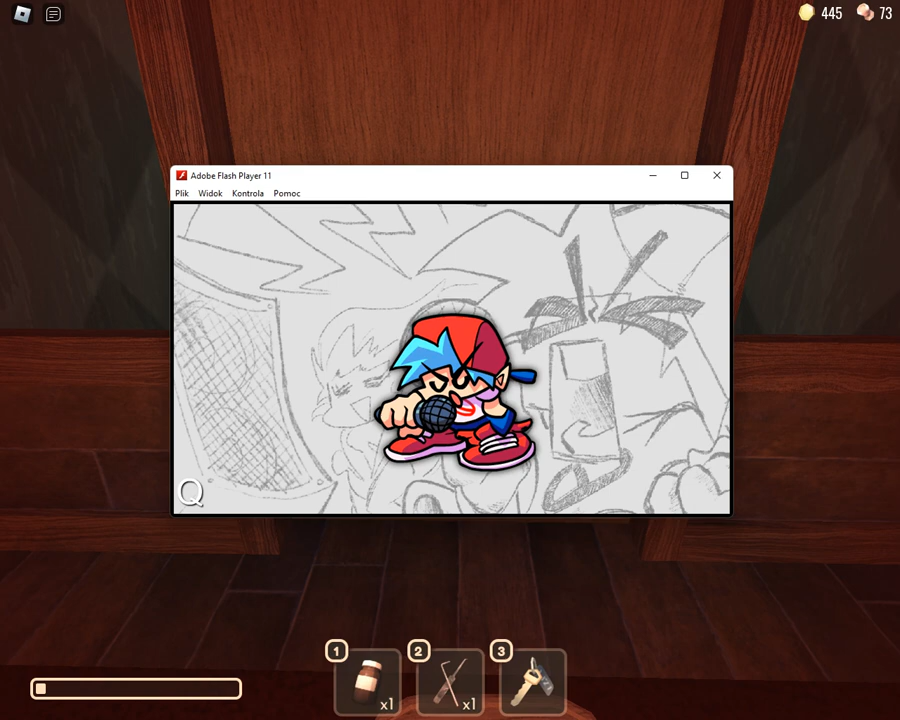 445
73
Adobe Flash Player 11
Plik Widok Kontrola Pomoc
Q
1
2
3
x1
x1